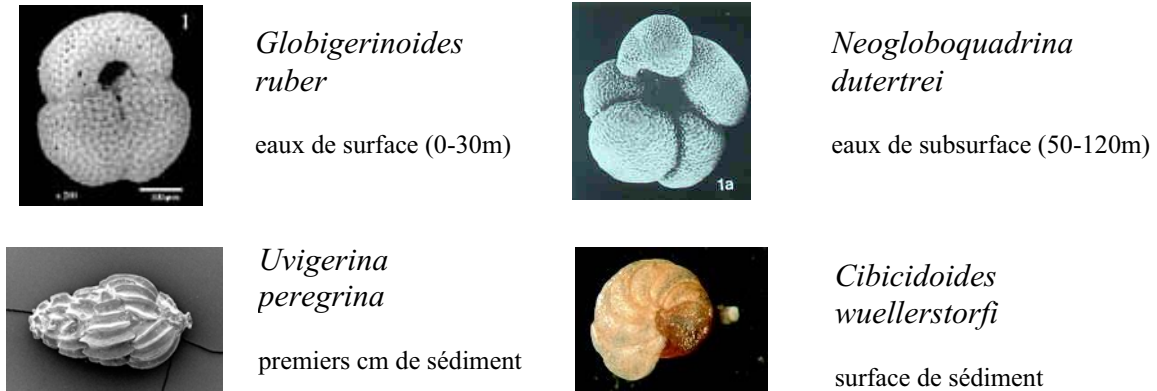 1
Globigerinoides
ruber
eaux de surface (0-30m)
Neogloboquadrina
dutertrei
eaux de subsurface (50-120m)
1a
Uvigerina
peregrina
premiers cm de sédiment
Cibicidoides
wuellerstorfi
surface de sédiment